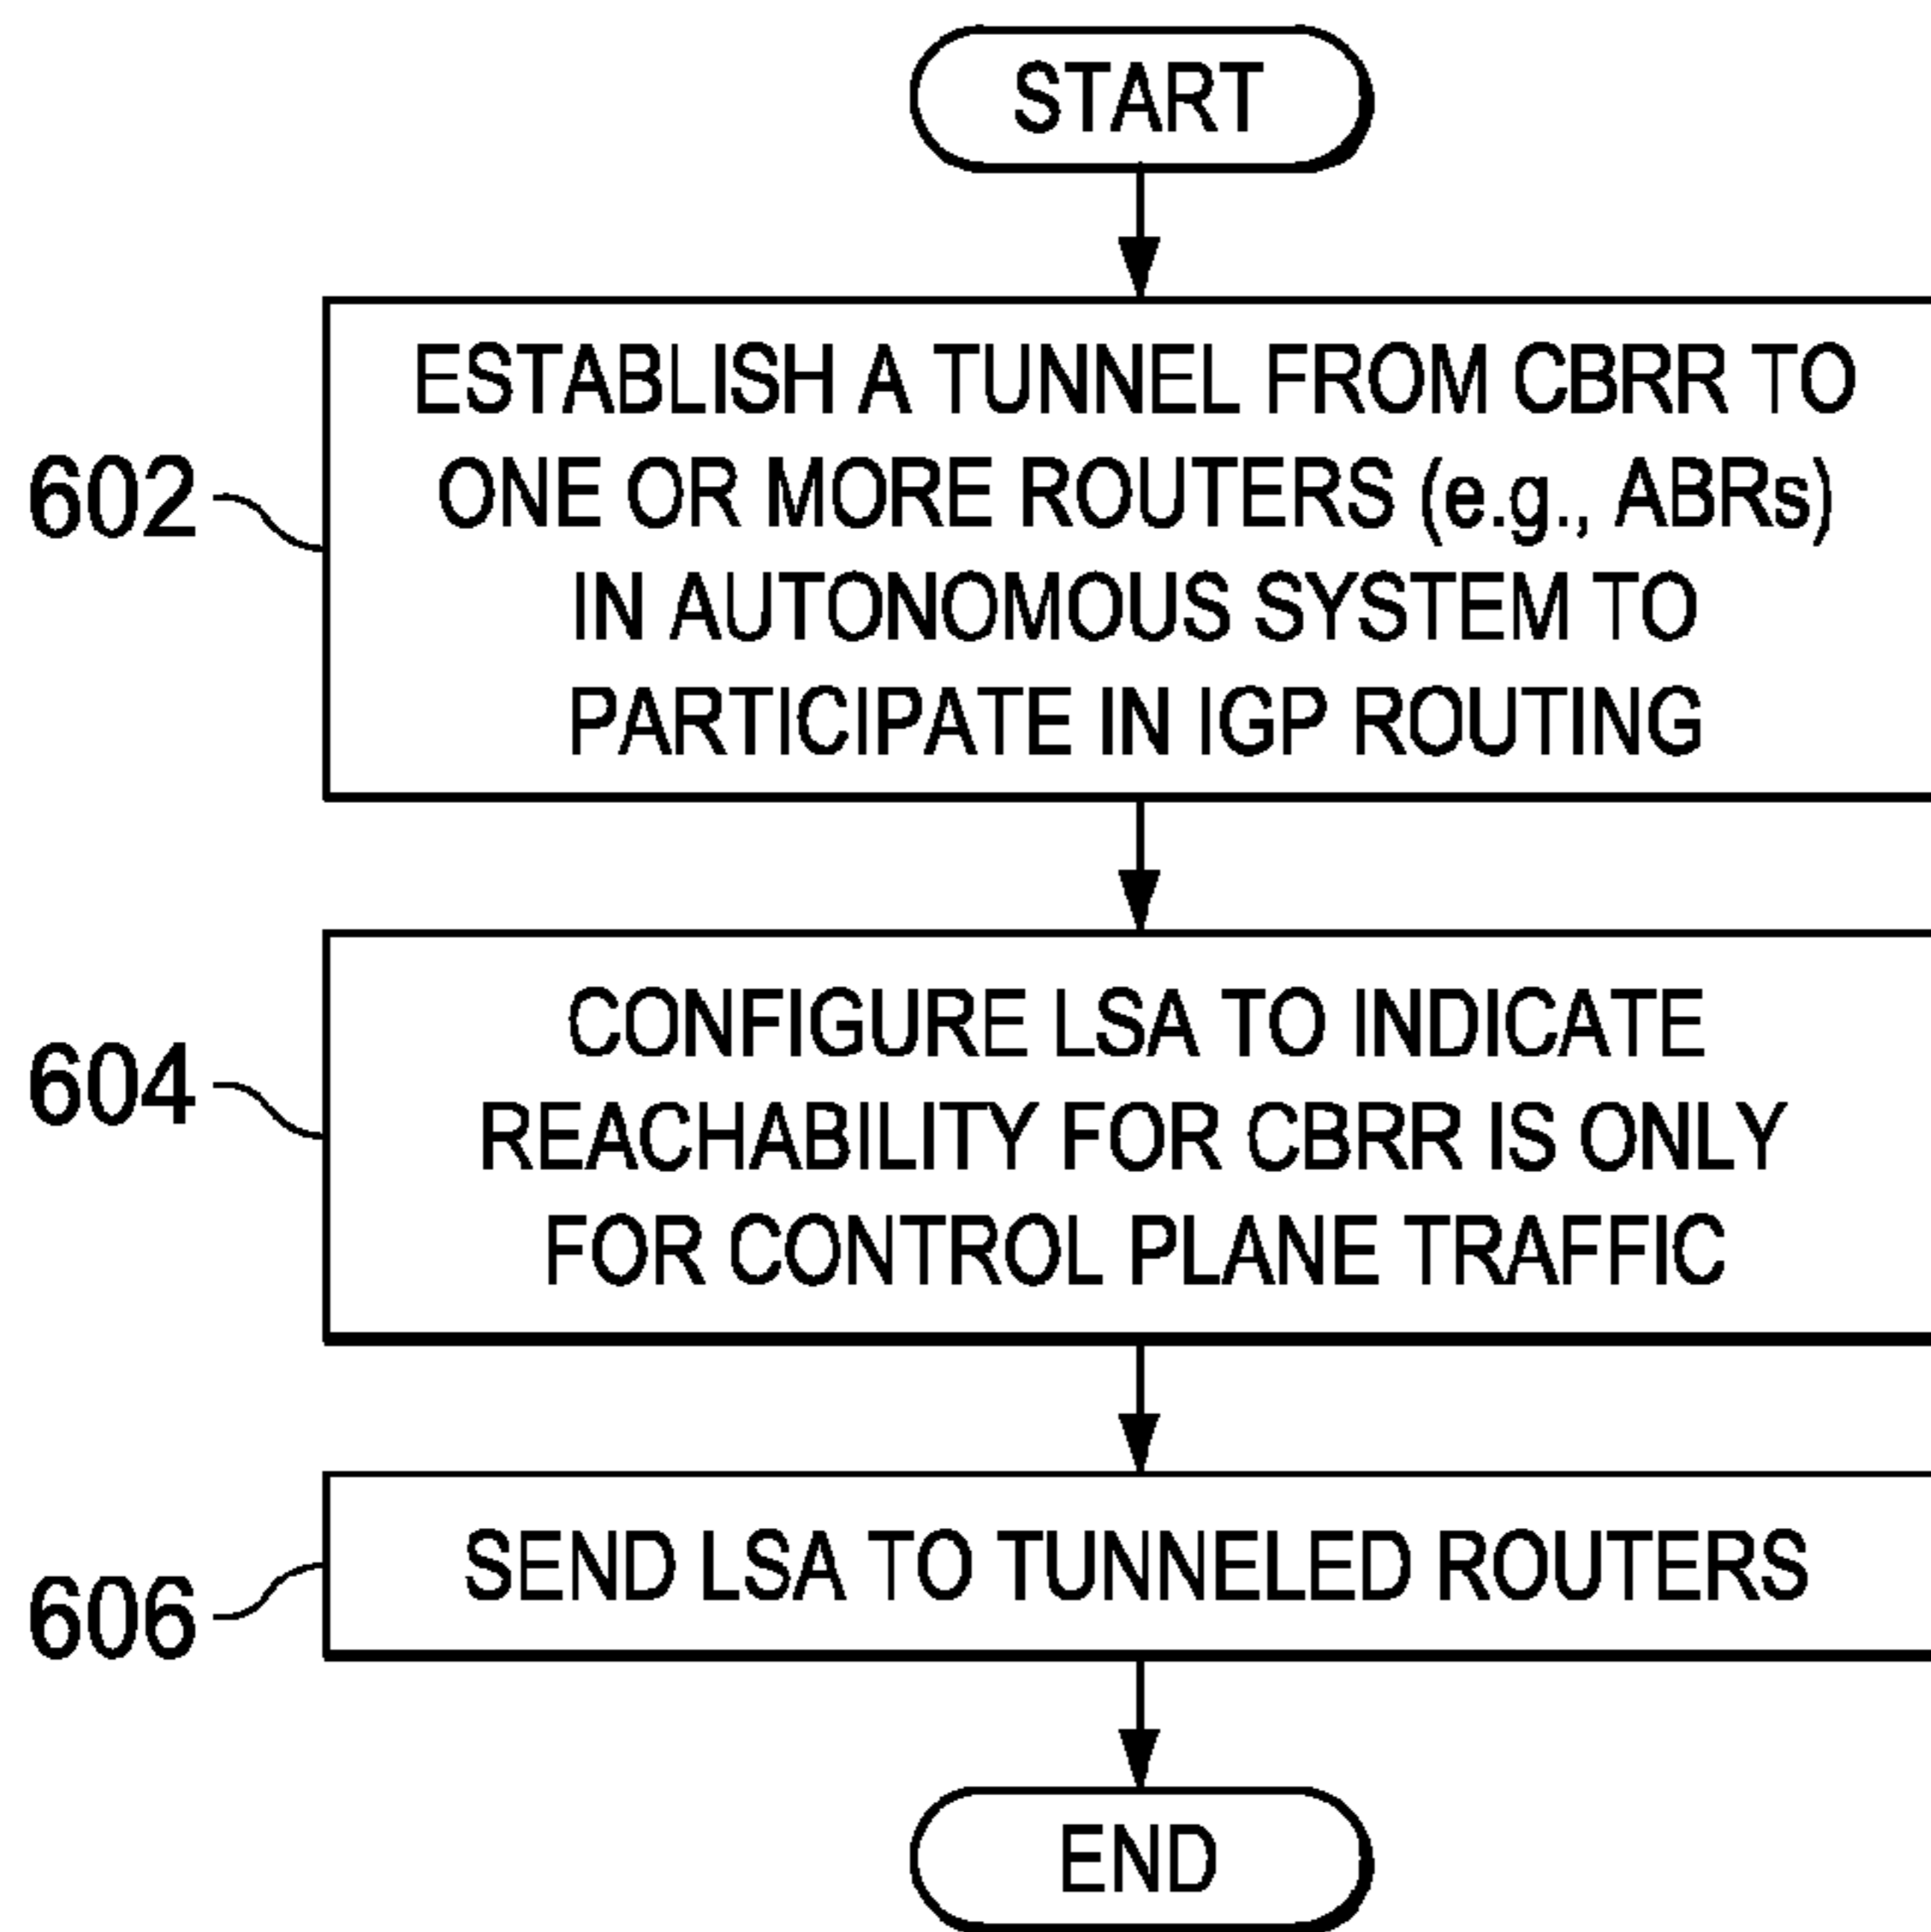 START
ESTABLISH A TUNNEL FROM CBRR TO
ONE OR MORE ROUTERS (e.g., ABRs)
IN AUTONOMOUS SYSTEM TO
PARTICIPATE IN IGP ROUTING
602
CONFIGURE LSA TO INDICATE
REACHABILITY FOR CBRR IS ONLY
FOR CONTROL PLANE TRAFFIC
604
SEND LSA TO TUNNELED ROUTERS
606
END